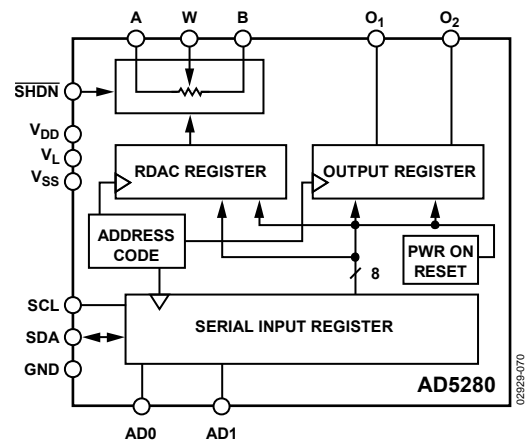 A W B O1 O2
SHDN
VDD
VL
VSS
RDAC REGISTER
OUTPUT REGISTER
ADDRESS
CODE
PWR ON
RESET
8
SCL
SDA
GND
SERIAL INPUT REGISTER
AD5280
AD0 AD1
02929-070